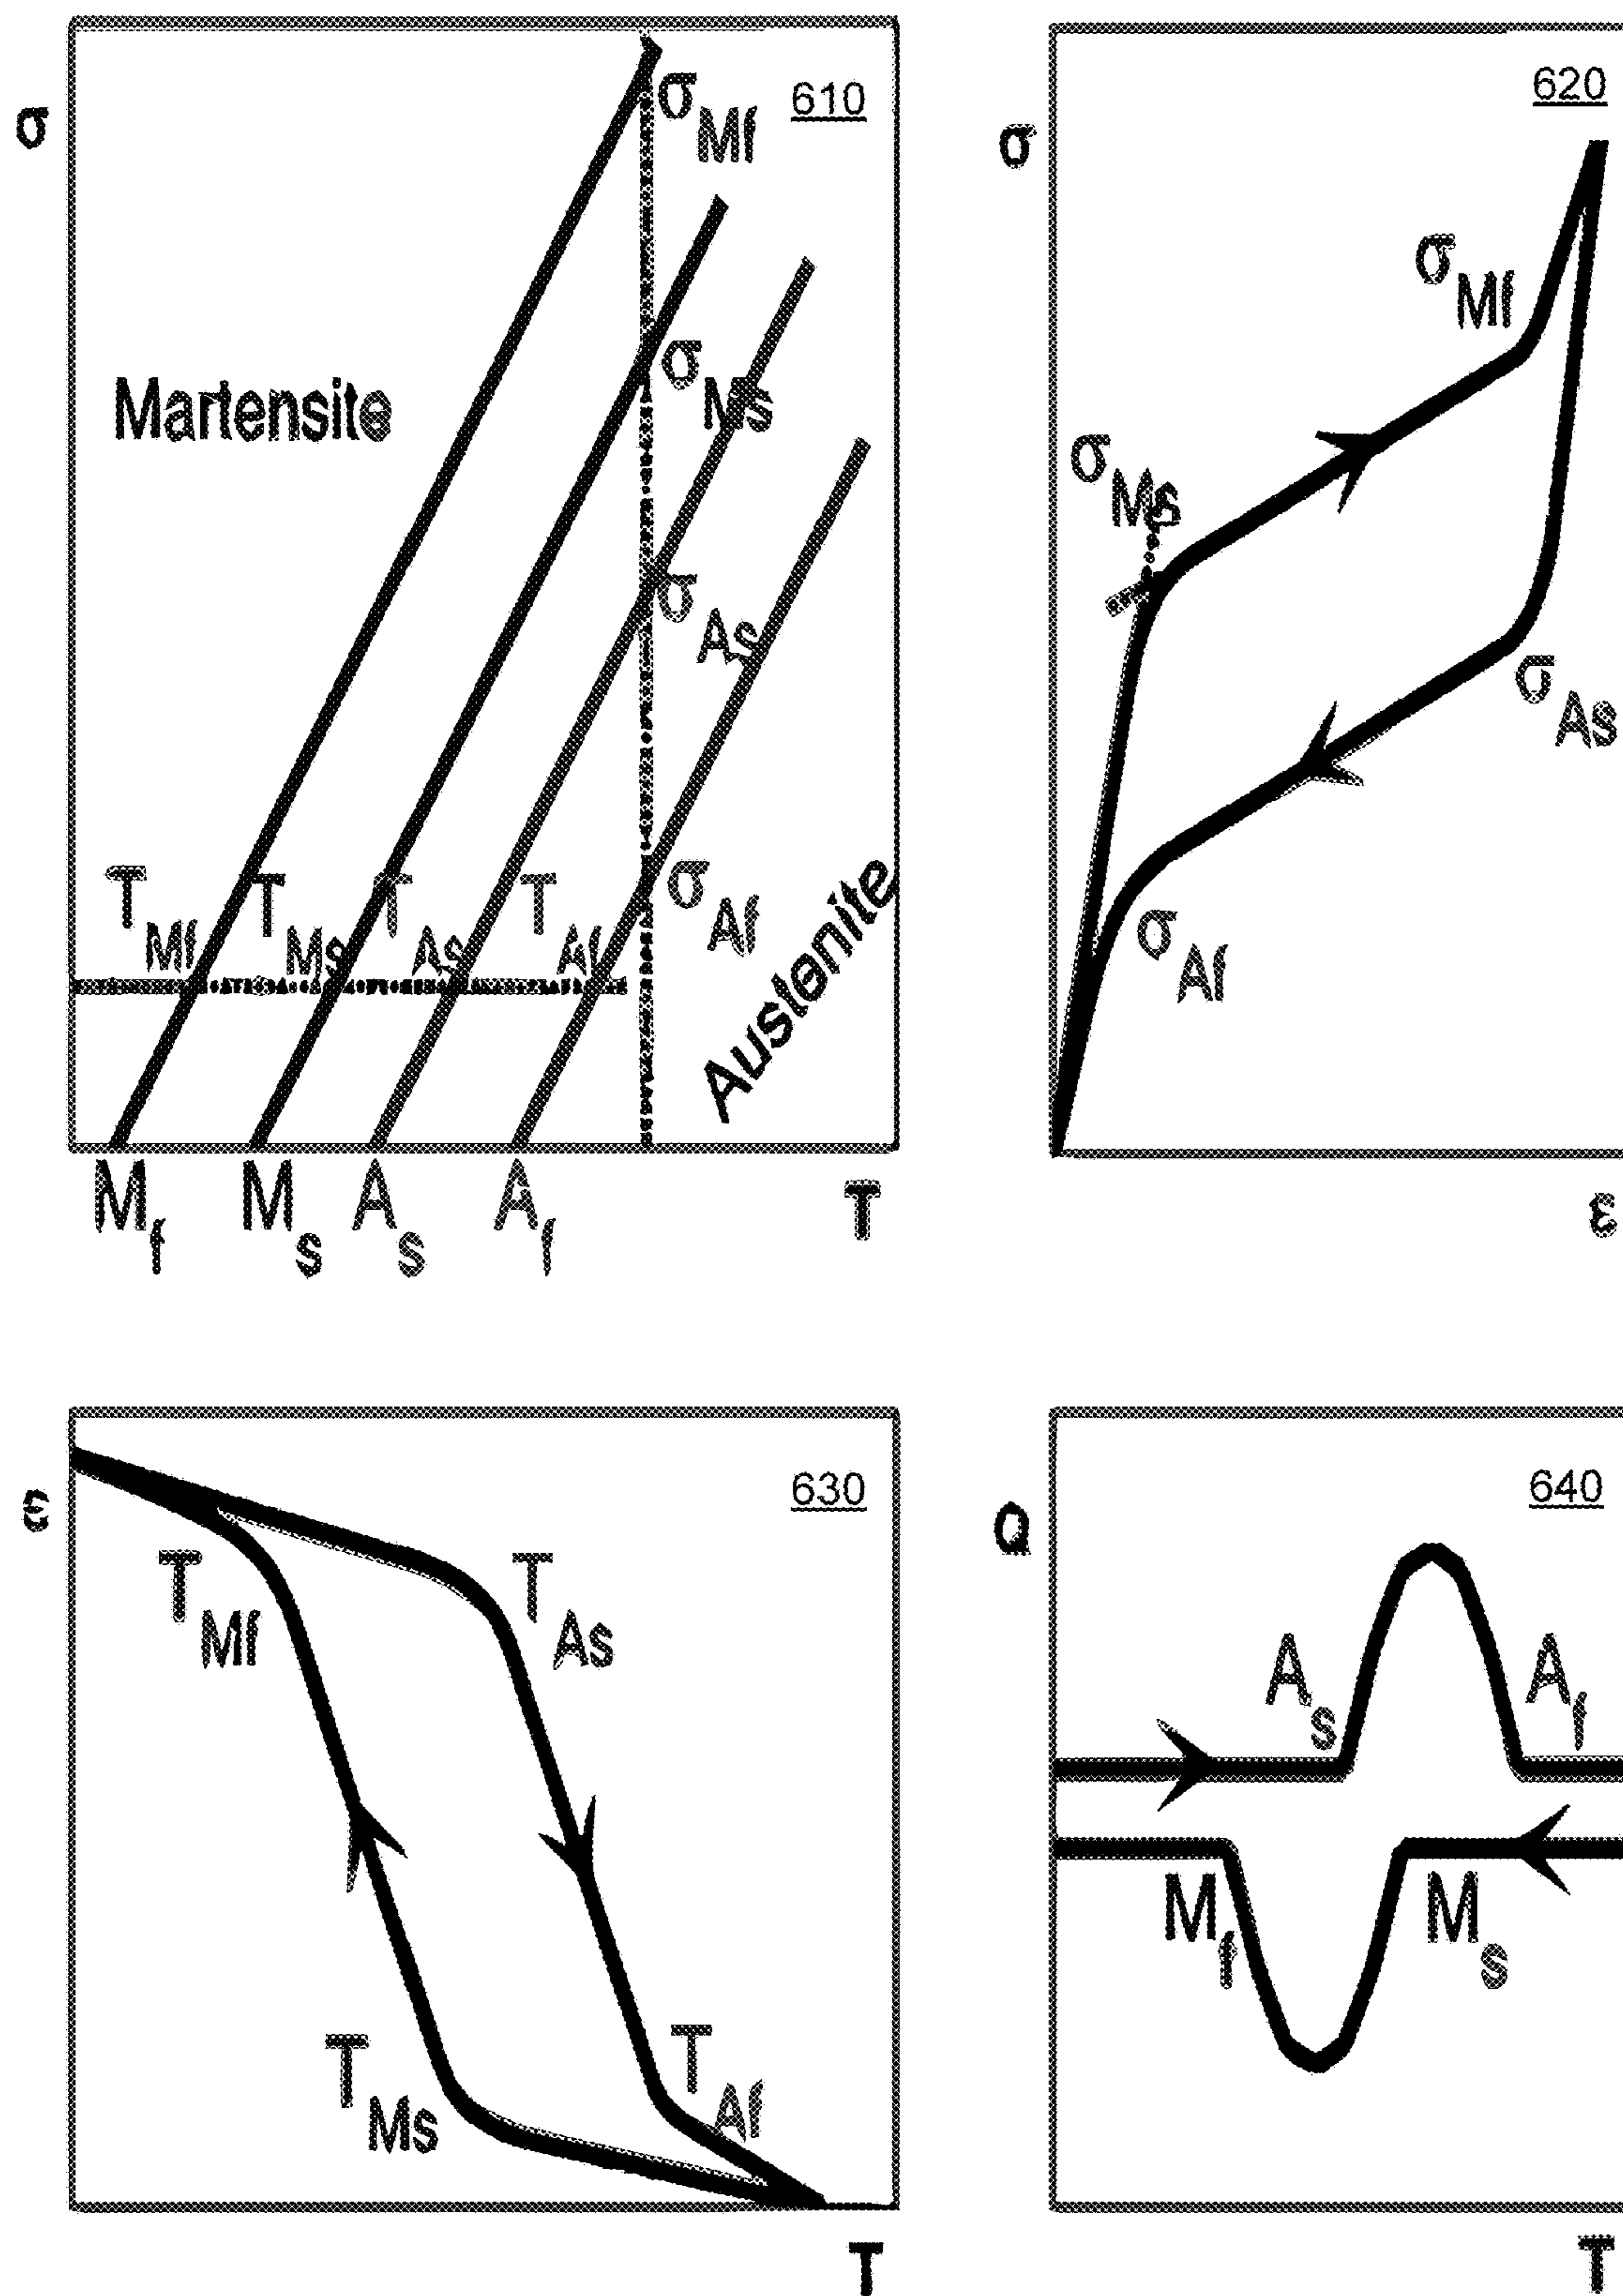 610
σ
σMf
σMs
Martensite
σAs
TMf TMs TAs TAf
σAf
Austenite
Mf Ms As Af
T
620
σ
σMf
σMs
σAs
σAf
ε
630
ε
TMf TAs
TMs TAf
T
640
Q
As Af
Mf Ms
T